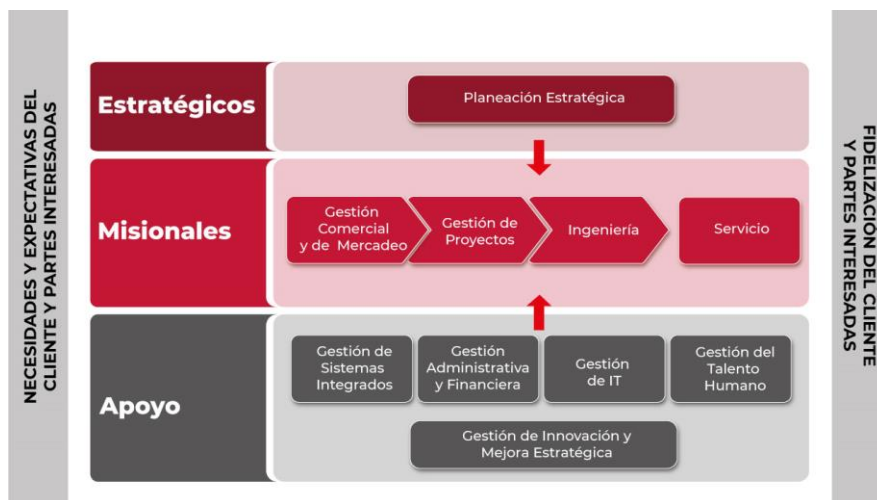 NECESIDADES Y EXPECTATIVAS DEL
CLIENTE Y PARTES INTERESADAS
Estratégicos
Planeación Estratégica
Misionales
Gestión
Comercial
y de Mercadeo
Gestión de
Proyectos
Ingeniería
Servicio
Apoyo
Gestión de
Sistemas
Integrados
Gestión
Administrativa
y Financiera
Gestión
de IT
Gestión del
Talento
Humano
Gestión de Innovación y
Mejora Estratégica
FIDELIZACIÓN DEL CLIENTE
Y PARTES INTERESADAS